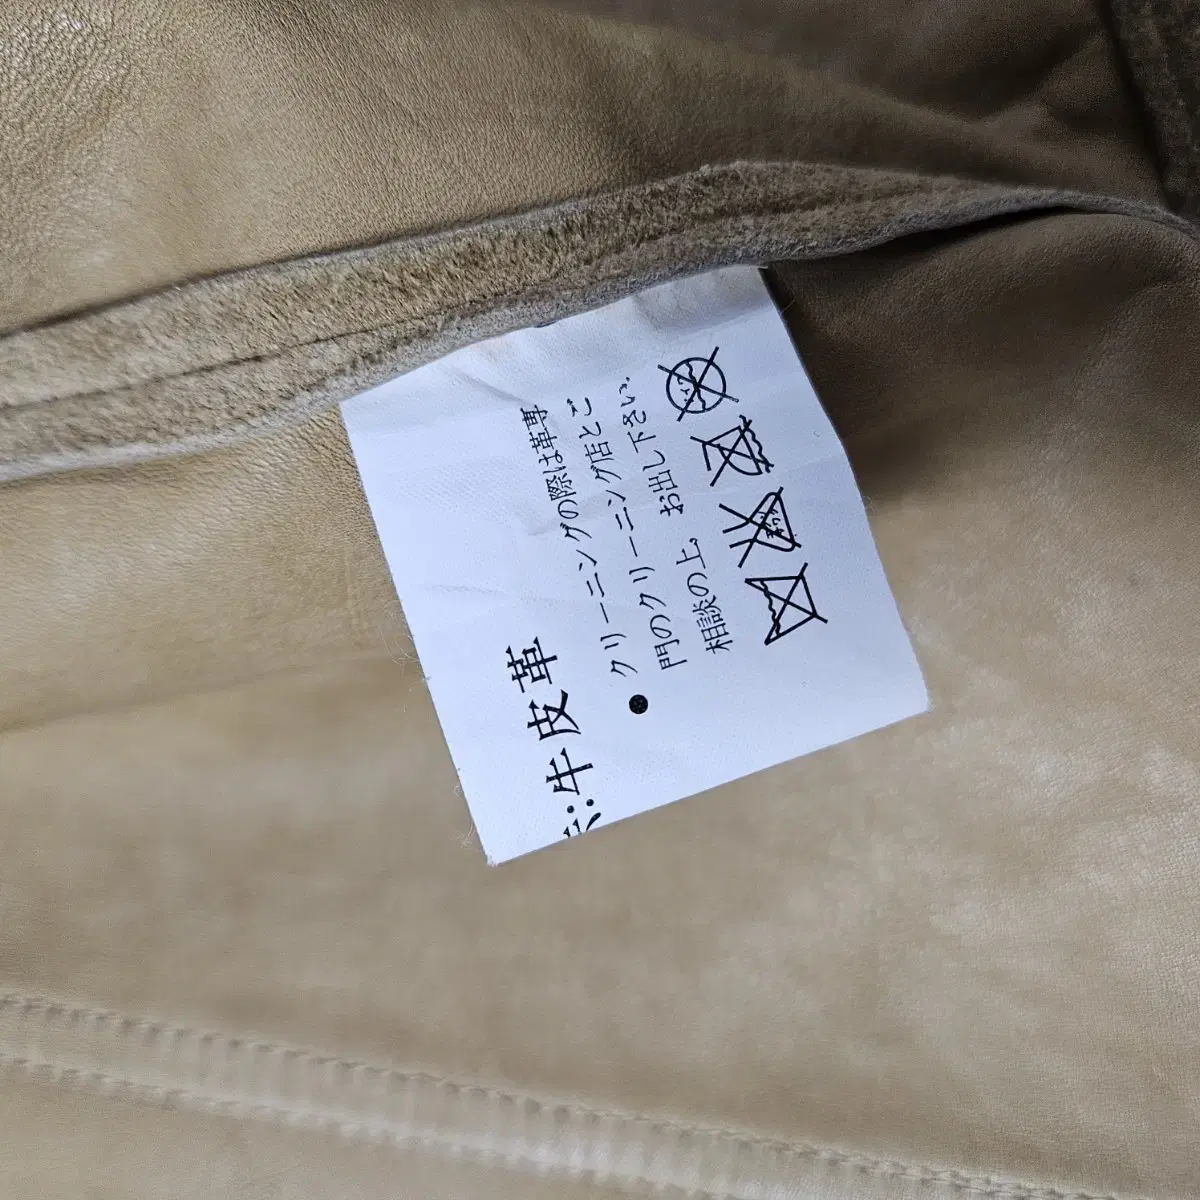 :牛皮革
●クリーニングの際は革専
門のクリーニング店とご
相談の上、お出し下さい。